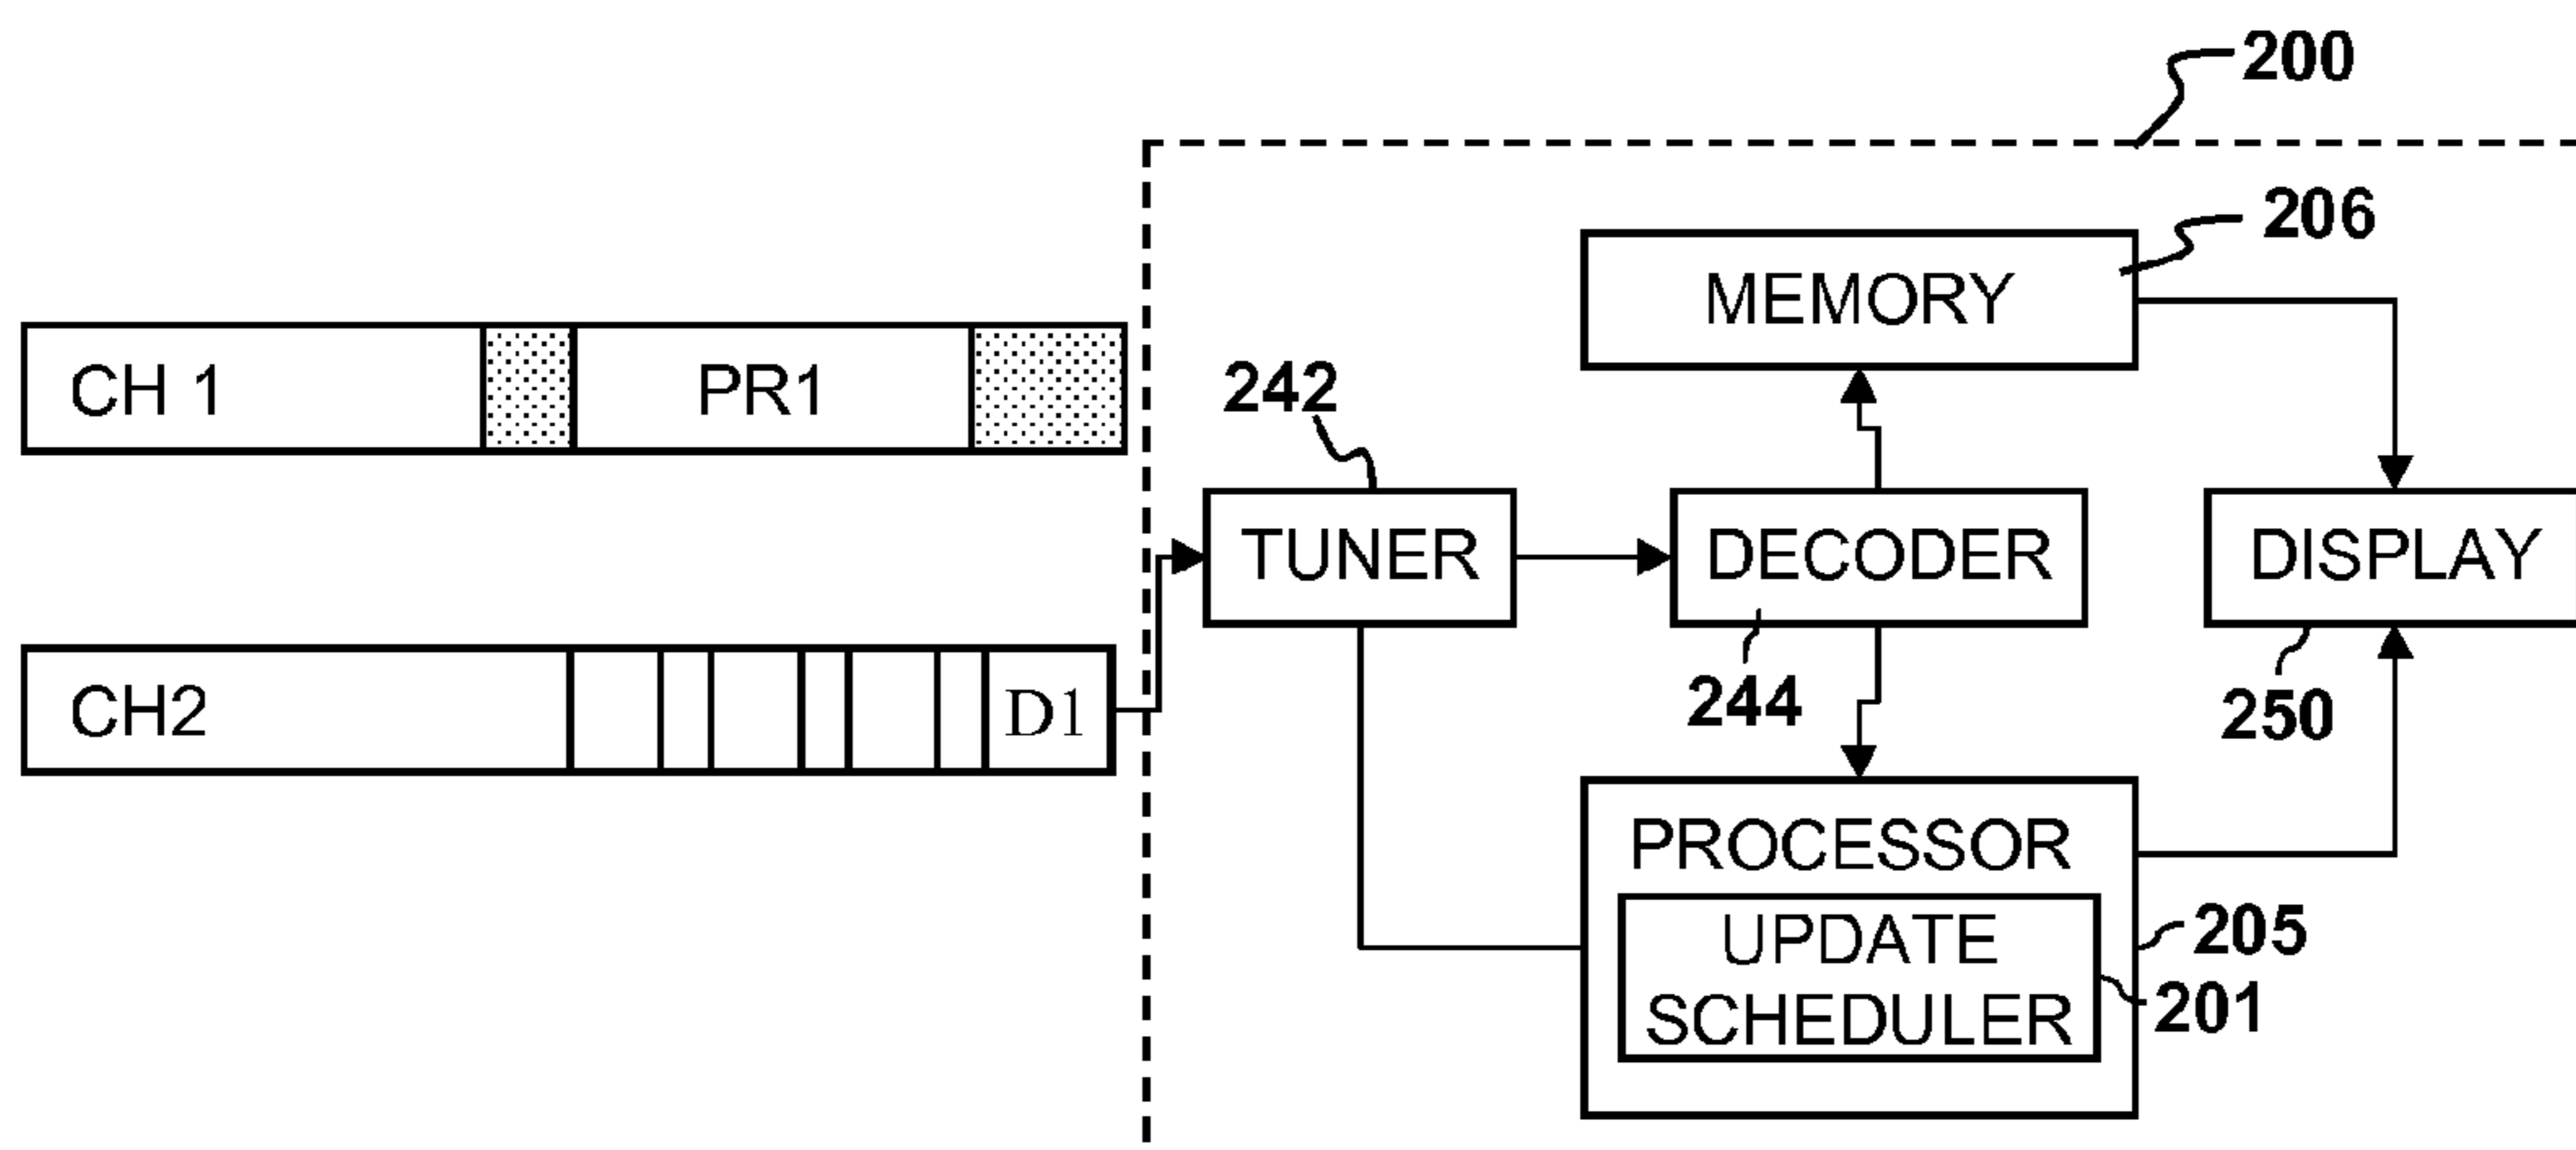 200
206
MEMORY
CH 1
PR1
242
TUNER
DECODER
DISPLAY
244
250
CH2
D1
PROCESSOR
UPDATE
SCHEDULER
205
201